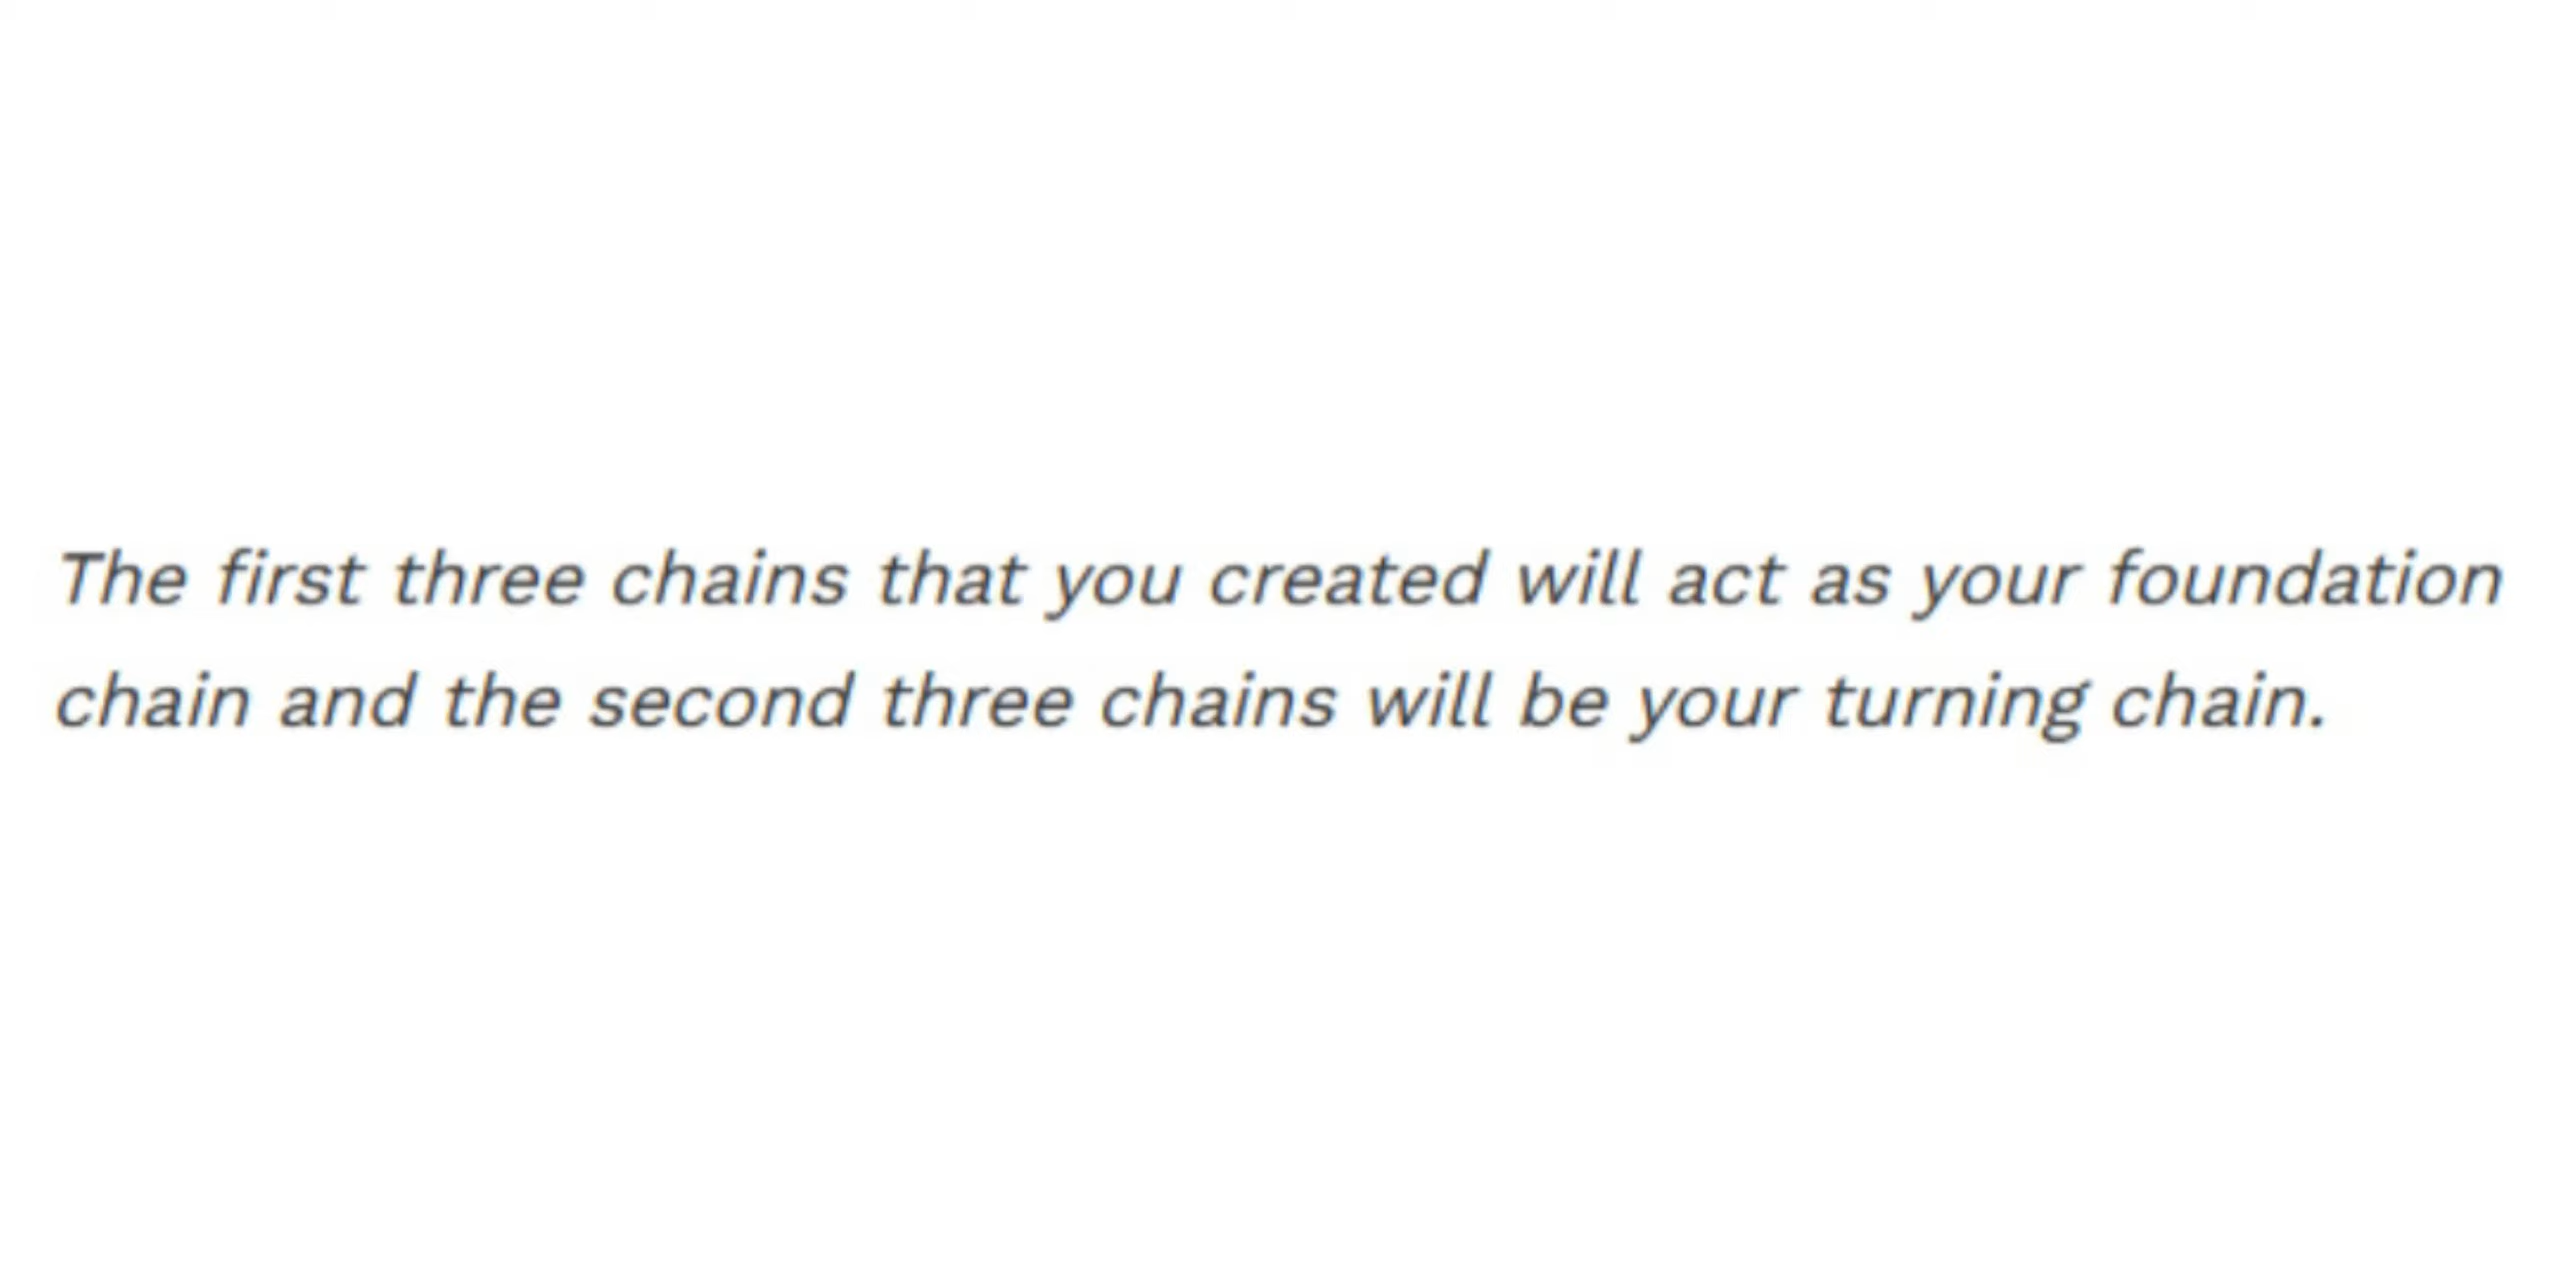 The first three chains that you created will act as your foundation
chain and the second three chains will be your turning chain.